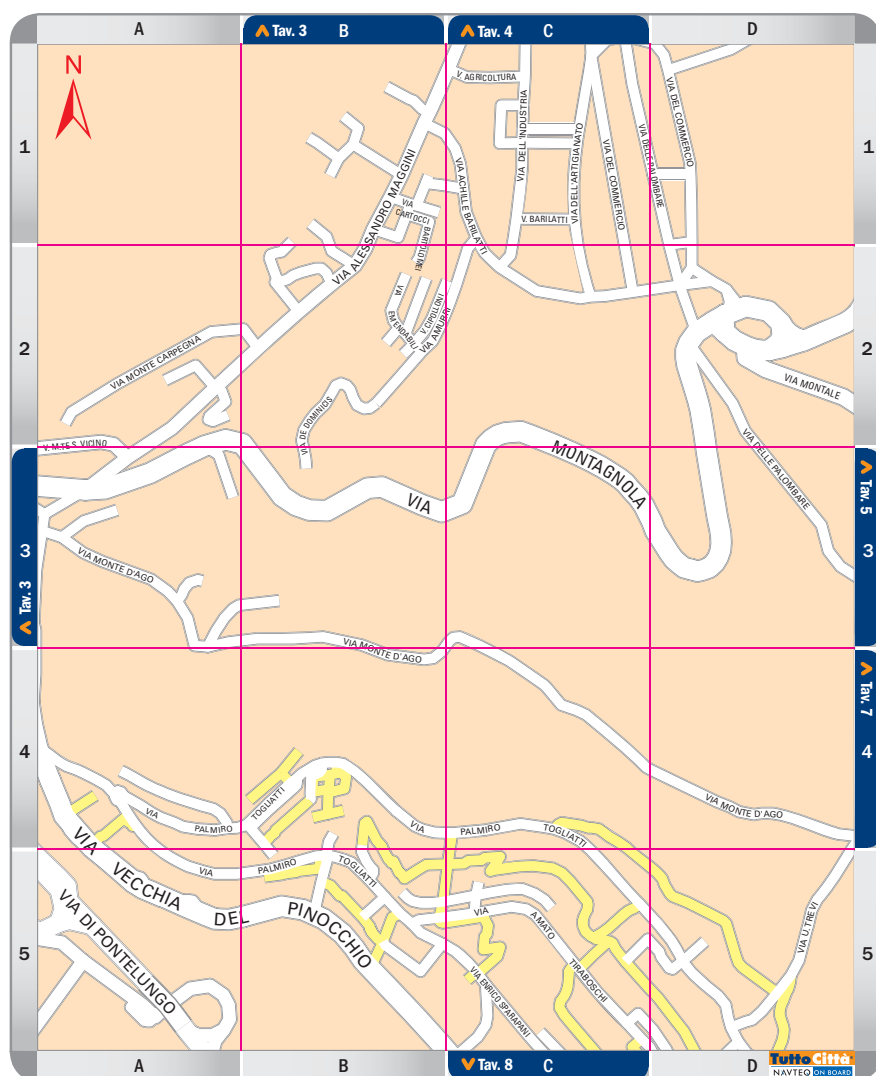 A
Tav. 3 B
Tav. 4 C
D
N
1
1
V. AGRICOLTURA
VIA DELL'INDUSTRIA
VIA DELL'ARTIGIANATO
VIA DEL COMMERCIO
VIA DELLE PALOMBARE
VIA DEL COMMERCIO
VIA ALESSANDRO MAGGINI
VIA ACHILLE BARILATTI
VIA
CARTOCCI
BARTOLOMEI
V. BARILATTI
2
2
VIA
EMENDABILI
V. CIPOLLONI
VIA AMURRI
VIA MONTE CARPEGNA
VIA DE DOMINICIS
VIA MONTALE
VIA DELLE PALOMBARE
V. M.TE S. VICINO
VIA
MONTAGNOLA
3
Tav. 3
Tav. 5
3
VIA MONTE D'AGO
VIA MONTE D'AGO
Tav. 7
4
4
VIA MONTE D'AGO
TOGLIATTI
VIA
PALMIRO
VIA
PALMIRO
TOGLIATTI
VIA
PALMIRO
TOGLIATTI
VIA
VECCHIA
DEL
PINOCCHIO
VIA DI PONTELUNGO
VIA
AMATO
TIRABOSCHI
VIA ENRICO SPARAPANI
VIA U. TREVI
5
5
A
B
Tav. 8 C
D
TuttoCittà
NAVTEQ ON BOARD